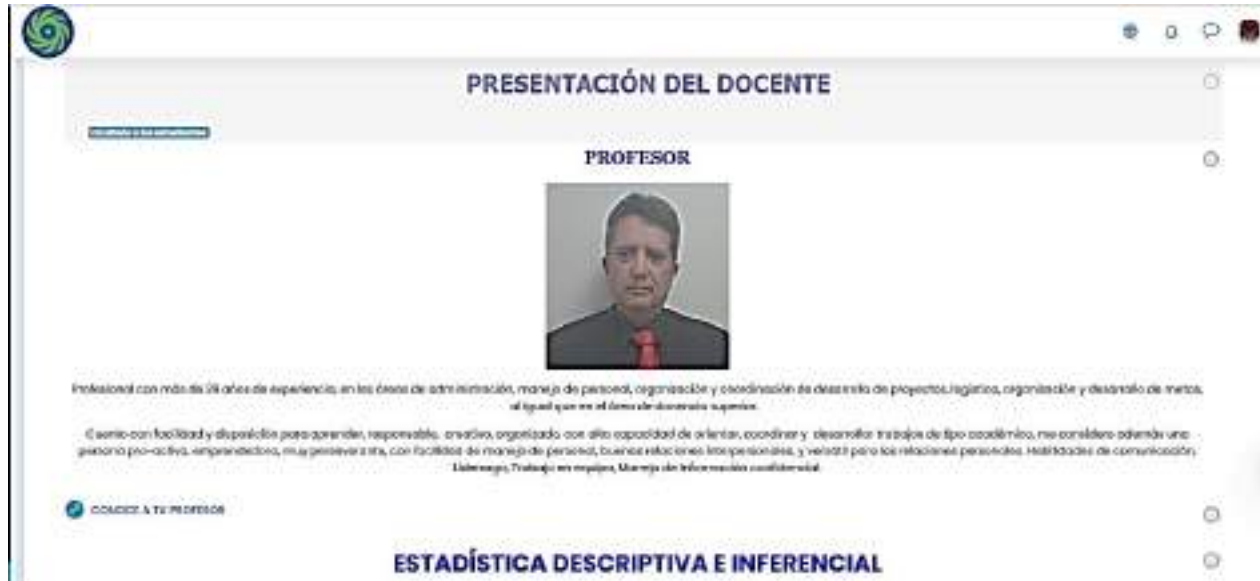 PRESENTACIÓN DEL DOCENTE
PROFESOR
Profesional con más de 28 años de experiencia, en las áreas de administración, manejo de personal, organización y coordinación de desarrollo de proyectos, logística, organización y desarrollo de metas,
al igual que en el área de docencia superior.
Cuento con facilidad y disposición para aprender, responsable, creativo, organizado, con alta capacidad de orientar, coordinar y desarrollar trabajos de tipo académico, me considero además una
persona pro-activa, emprendedora, muy perseverante, con facilidad de manejo de personal, buenas relaciones interpersonales, y versátil para las relaciones personales. Habilidades de comunicación,
Liderazgo, Trabajo en equipo, Manejo de información confidencial.
CONOCE A TU PROFESOR
ESTADÍSTICA DESCRIPTIVA E INFERENCIAL